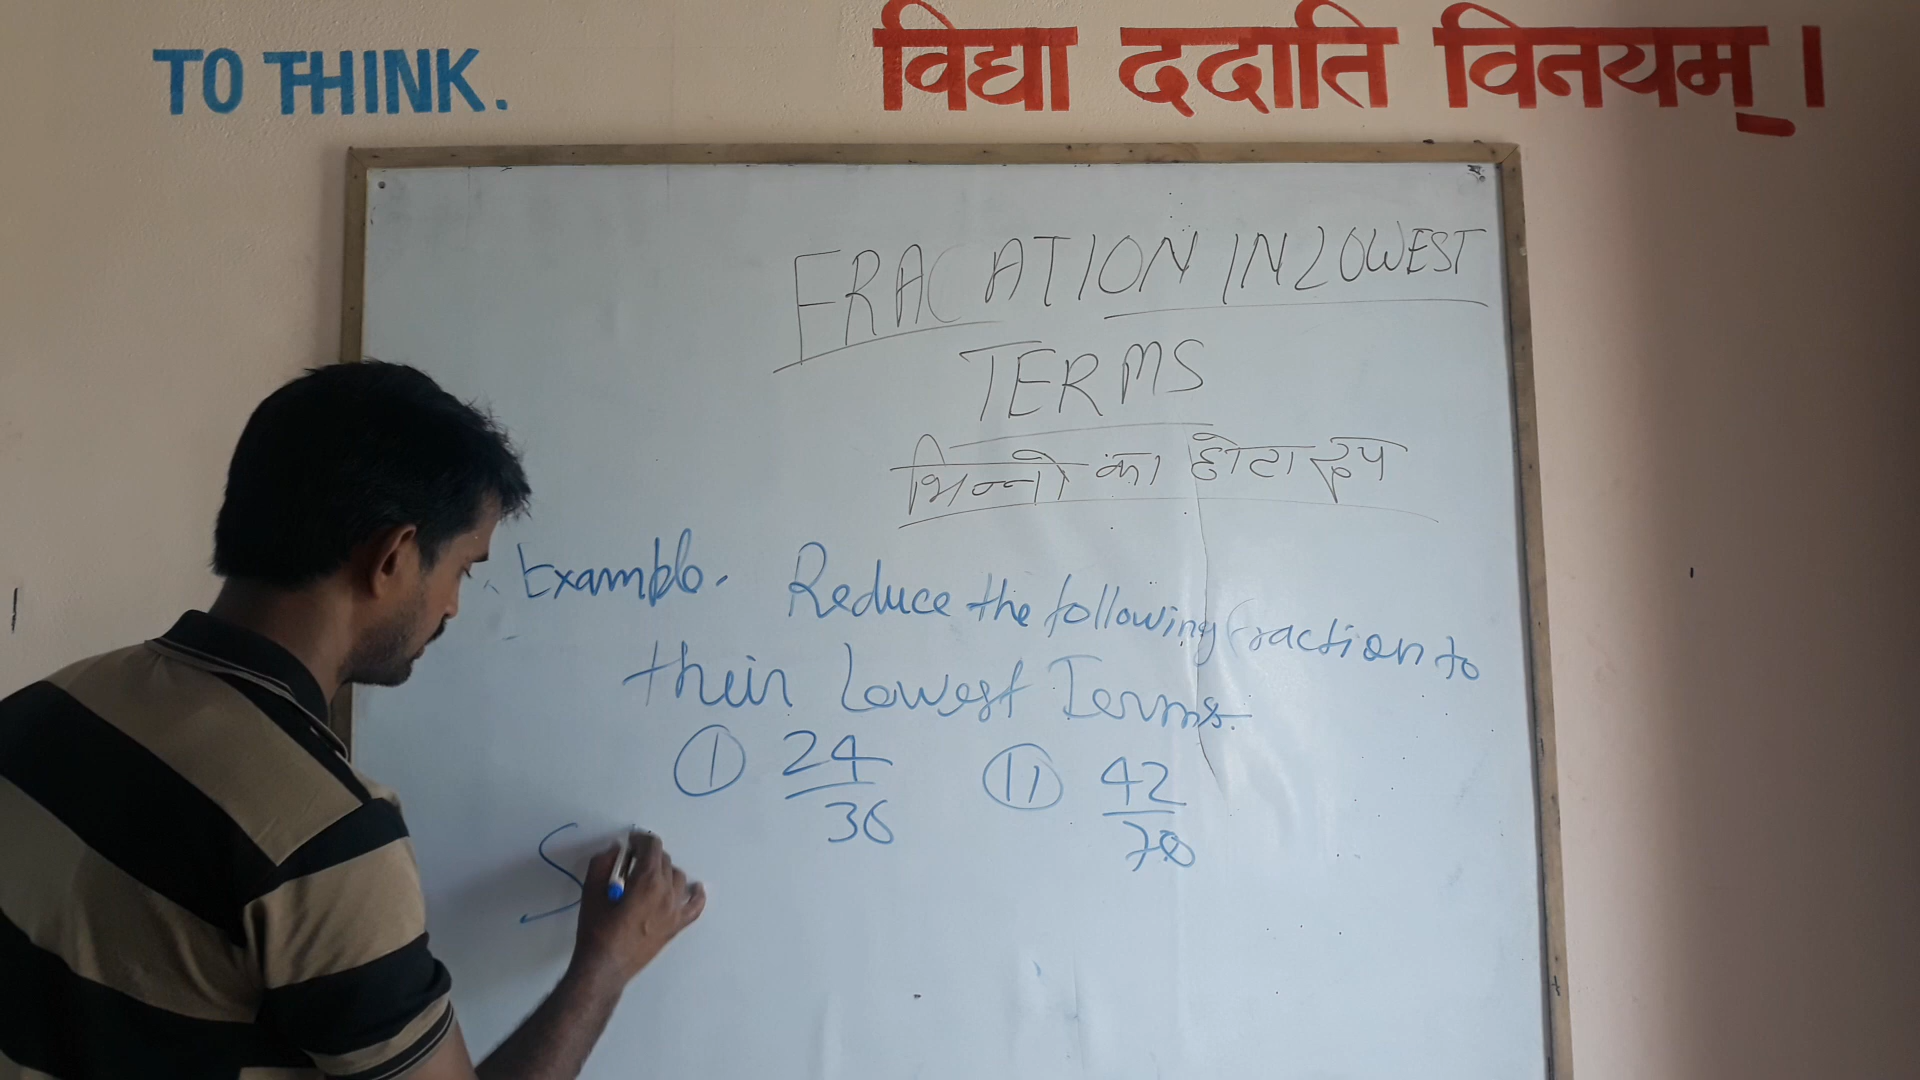 TO THINK.
विद्या ददाति विनयम् ।
FRACATION IN LOWEST
TERMS
भिन्नो का छोटा रूप
Example. Reduce the following fraction to
their Lowest Terms.
(I) 24/36 (II) 42/70
S